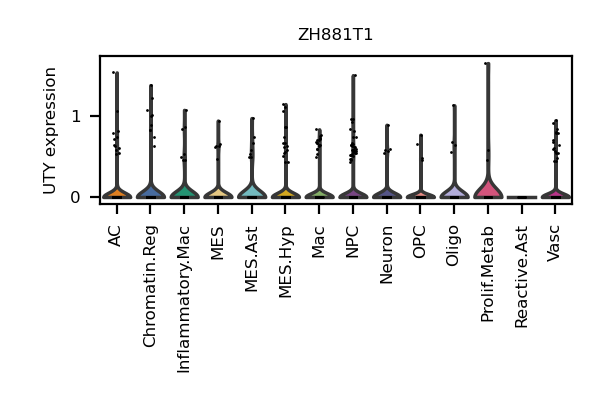 ZH881T1
UTY expression
1
0
AC
Chromatin.Reg
Inflammatory.Mac
MES
MES.Ast
MES.Hyp
Mac
NPC
Neuron
OPC
Oligo
Prolif.Metab
Reactive.Ast
Vasc